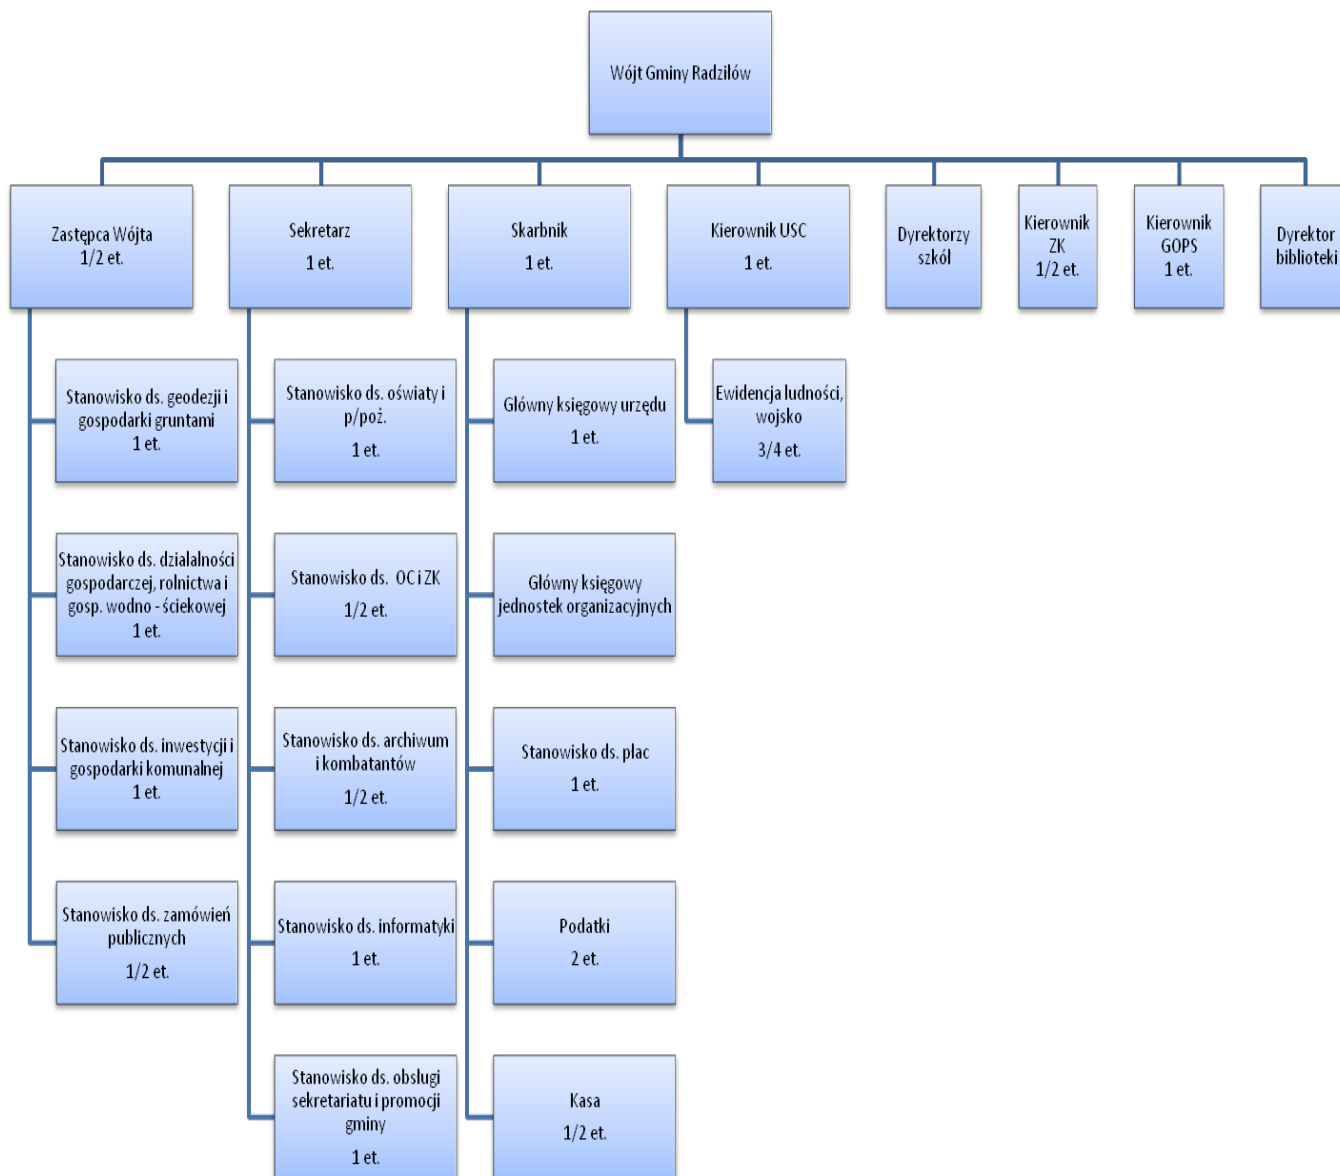 Wójt Gminy Radziłów
Zastępca Wójta
1/2 et.
Sekretarz
1 et.
Skarbnik
1 et.
Kierownik USC
1 et.
Dyrektorzy
szkół
Kierownik
ZK
1/2 et.
Kierownik
GOPS
1 et.
Dyrektor
biblioteki
Stanowisko ds. geodezji i
gospodarki gruntami
1 et.
Stanowisko ds. działalności
gospodarczej, rolnictwa i
gosp. wodno - ściekowej
1 et.
Stanowisko ds. inwestycji i
gospodarki komunalnej
1 et.
Stanowisko ds. zamówień
publicznych
1/2 et.
Stanowisko ds. oświaty i
p/poż.
1 et.
Stanowisko ds. OC i ZK
1/2 et.
Stanowisko ds. archiwum
i kombatantów
1/2 et.
Stanowisko ds. informatyki
1 et.
Stanowisko ds. obsługi
sekretariatu i promocji
gminy
1 et.
Główny księgowy urzędu
1 et.
Główny księgowy
jednostek organizacyjnych
Stanowisko ds. płac
1 et.
Podatki
2 et.
Kasa
1/2 et.
Ewidencja ludności,
wojsko
3/4 et.